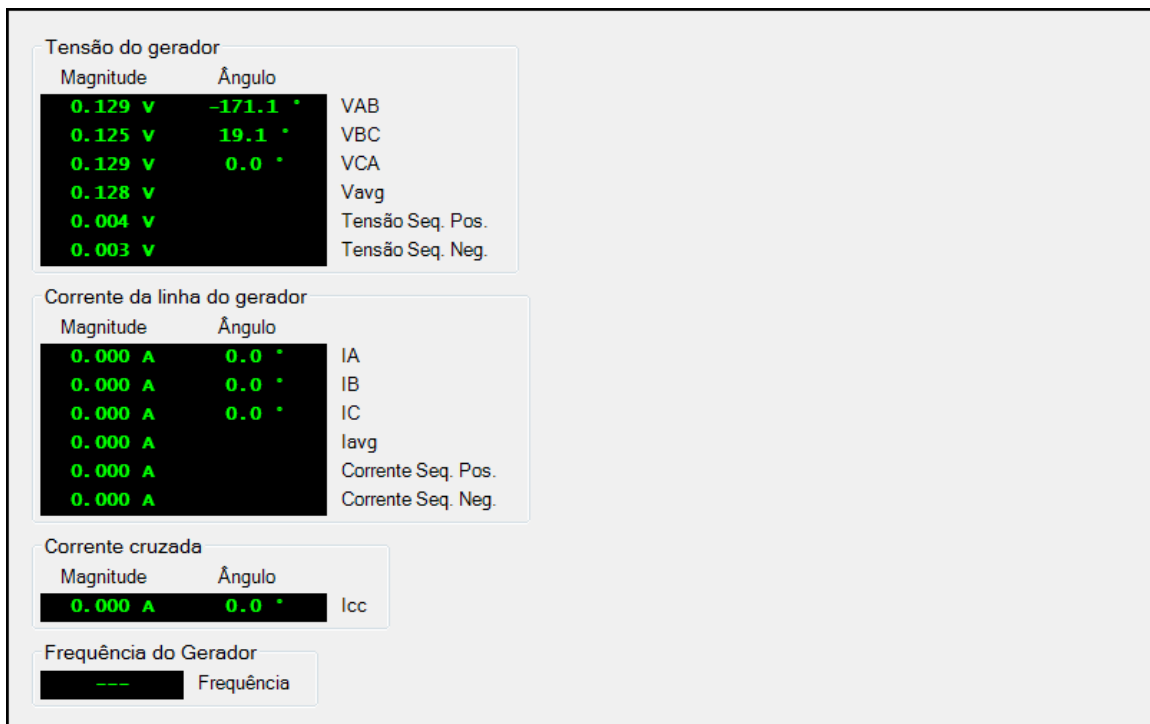 Tensão do gerador
Magnitude Ângulo
0.129 V -171.1 ° VAB
0.125 V 19.1 ° VBC
0.129 V 0.0 ° VCA
0.128 V Vavg
0.004 V Tensão Seq. Pos.
0.003 V Tensão Seq. Neg.
Corrente da linha do gerador
Magnitude Ângulo
0.000 A 0.0 ° IA
0.000 A 0.0 ° IB
0.000 A 0.0 ° IC
0.000 A Iavg
0.000 A Corrente Seq. Pos.
0.000 A Corrente Seq. Neg.
Corrente cruzada
Magnitude Ângulo
0.000 A 0.0 ° Icc
Frequência do Gerador
--- Frequência